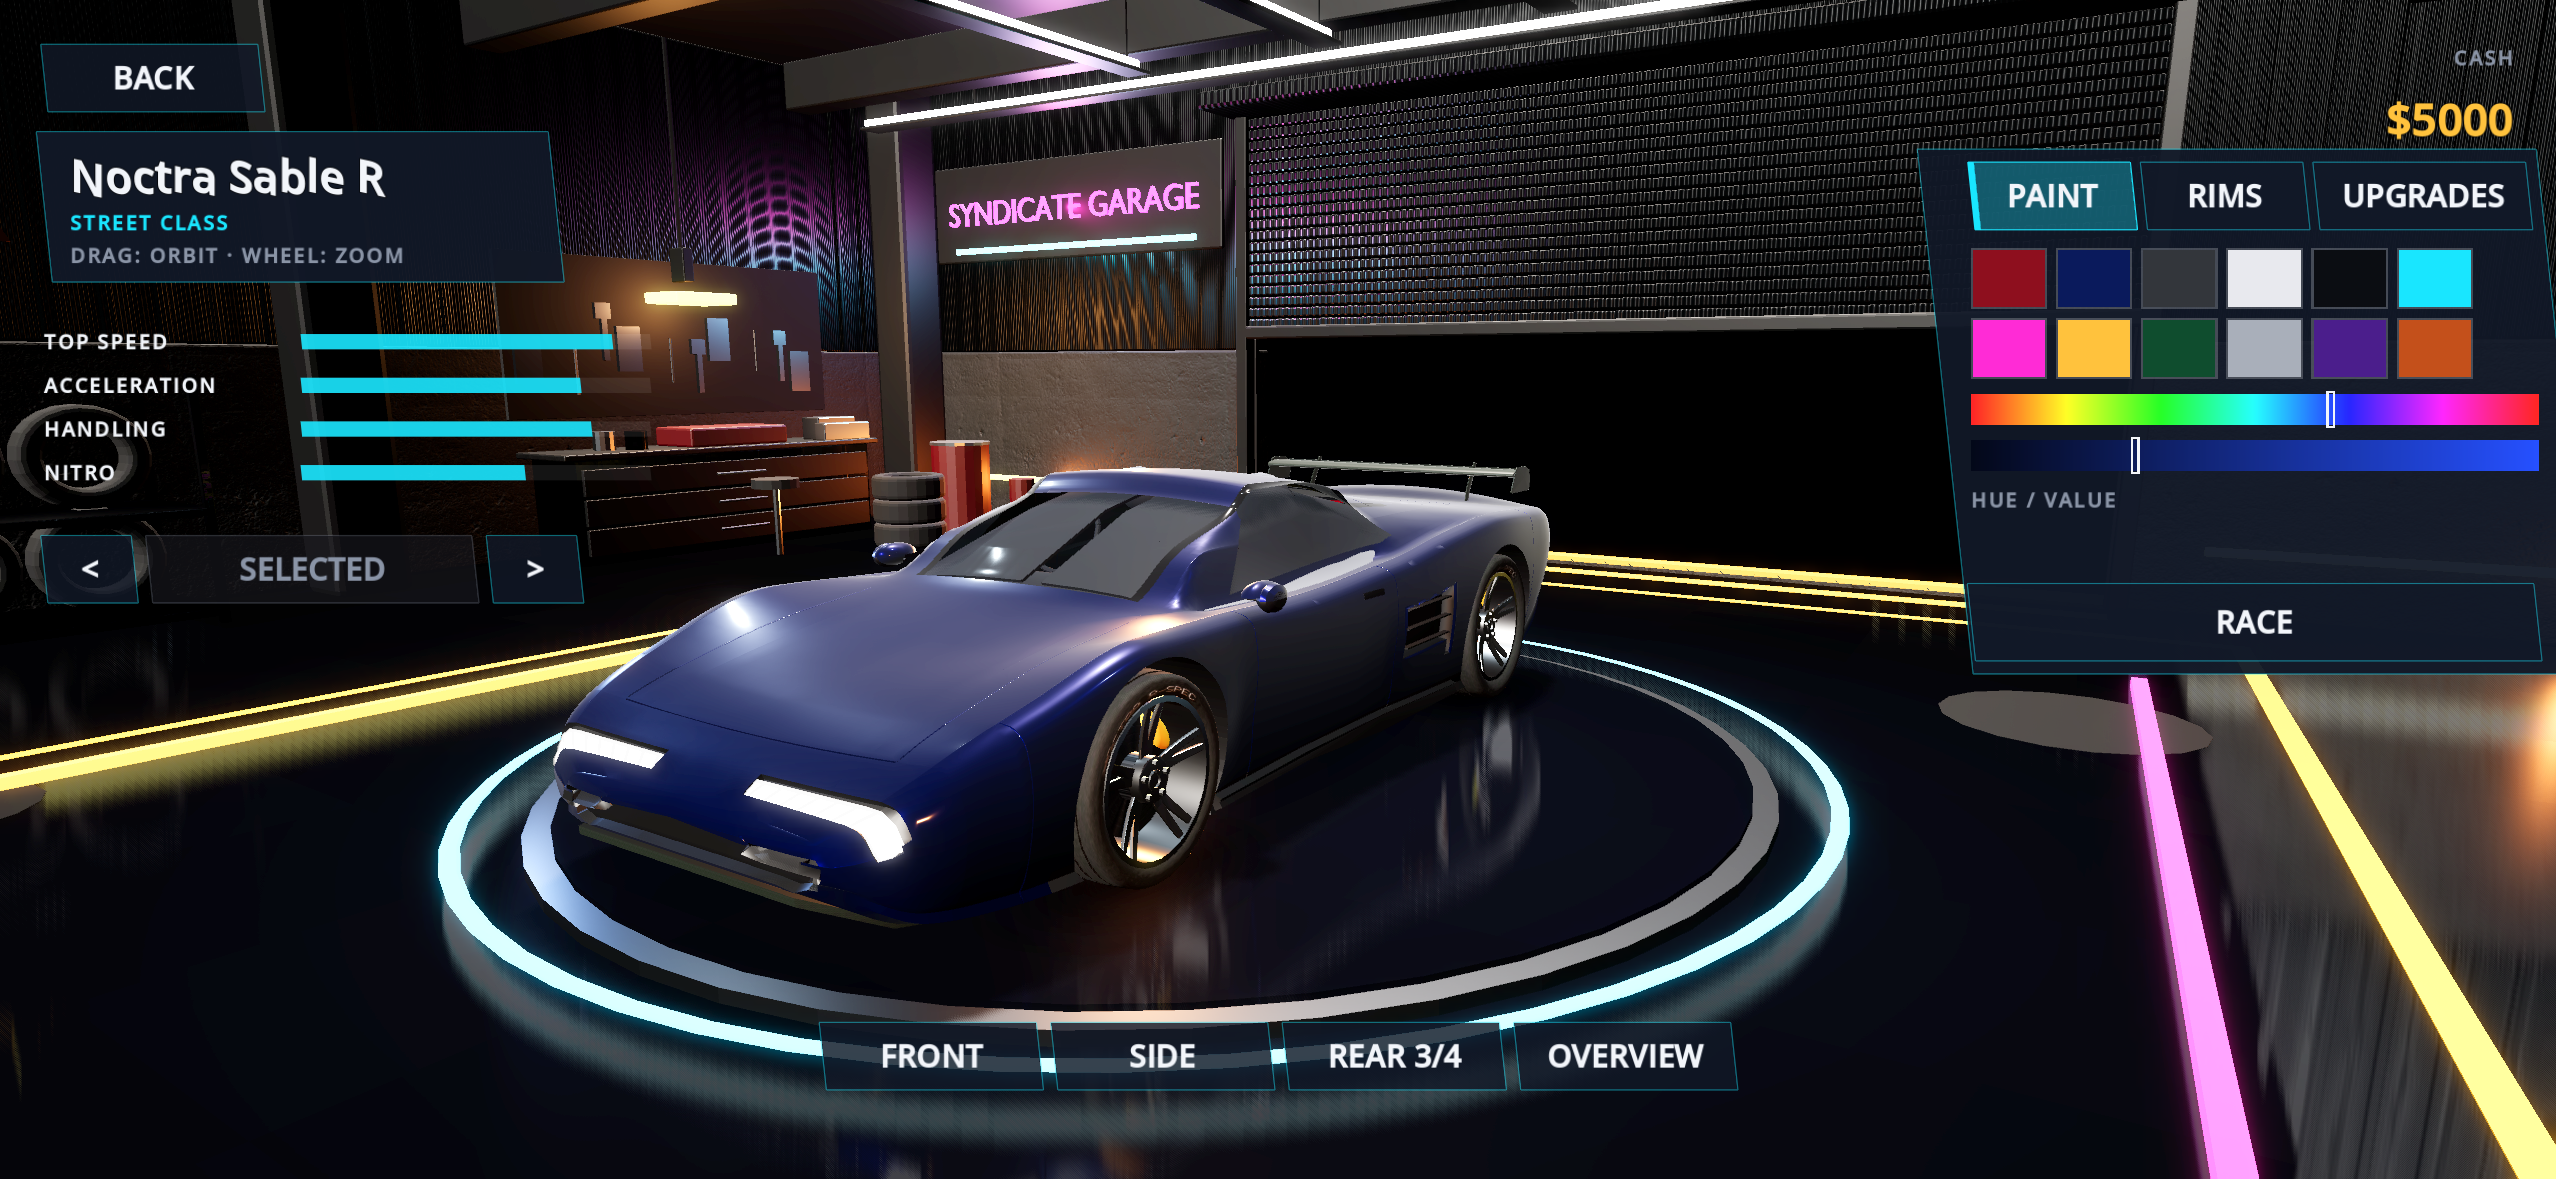 BACK
Noctra Sable R
STREET CLASS
DRAG: ORBIT · WHEEL: ZOOM
TOP SPEED
ACCELERATION
HANDLING
NITRO
<
SELECTED
>
SYNDICATE GARAGE
CASH
$5000
PAINT
RIMS
UPGRADES
HUE / VALUE
RACE
FRONT
SIDE
REAR 3/4
OVERVIEW